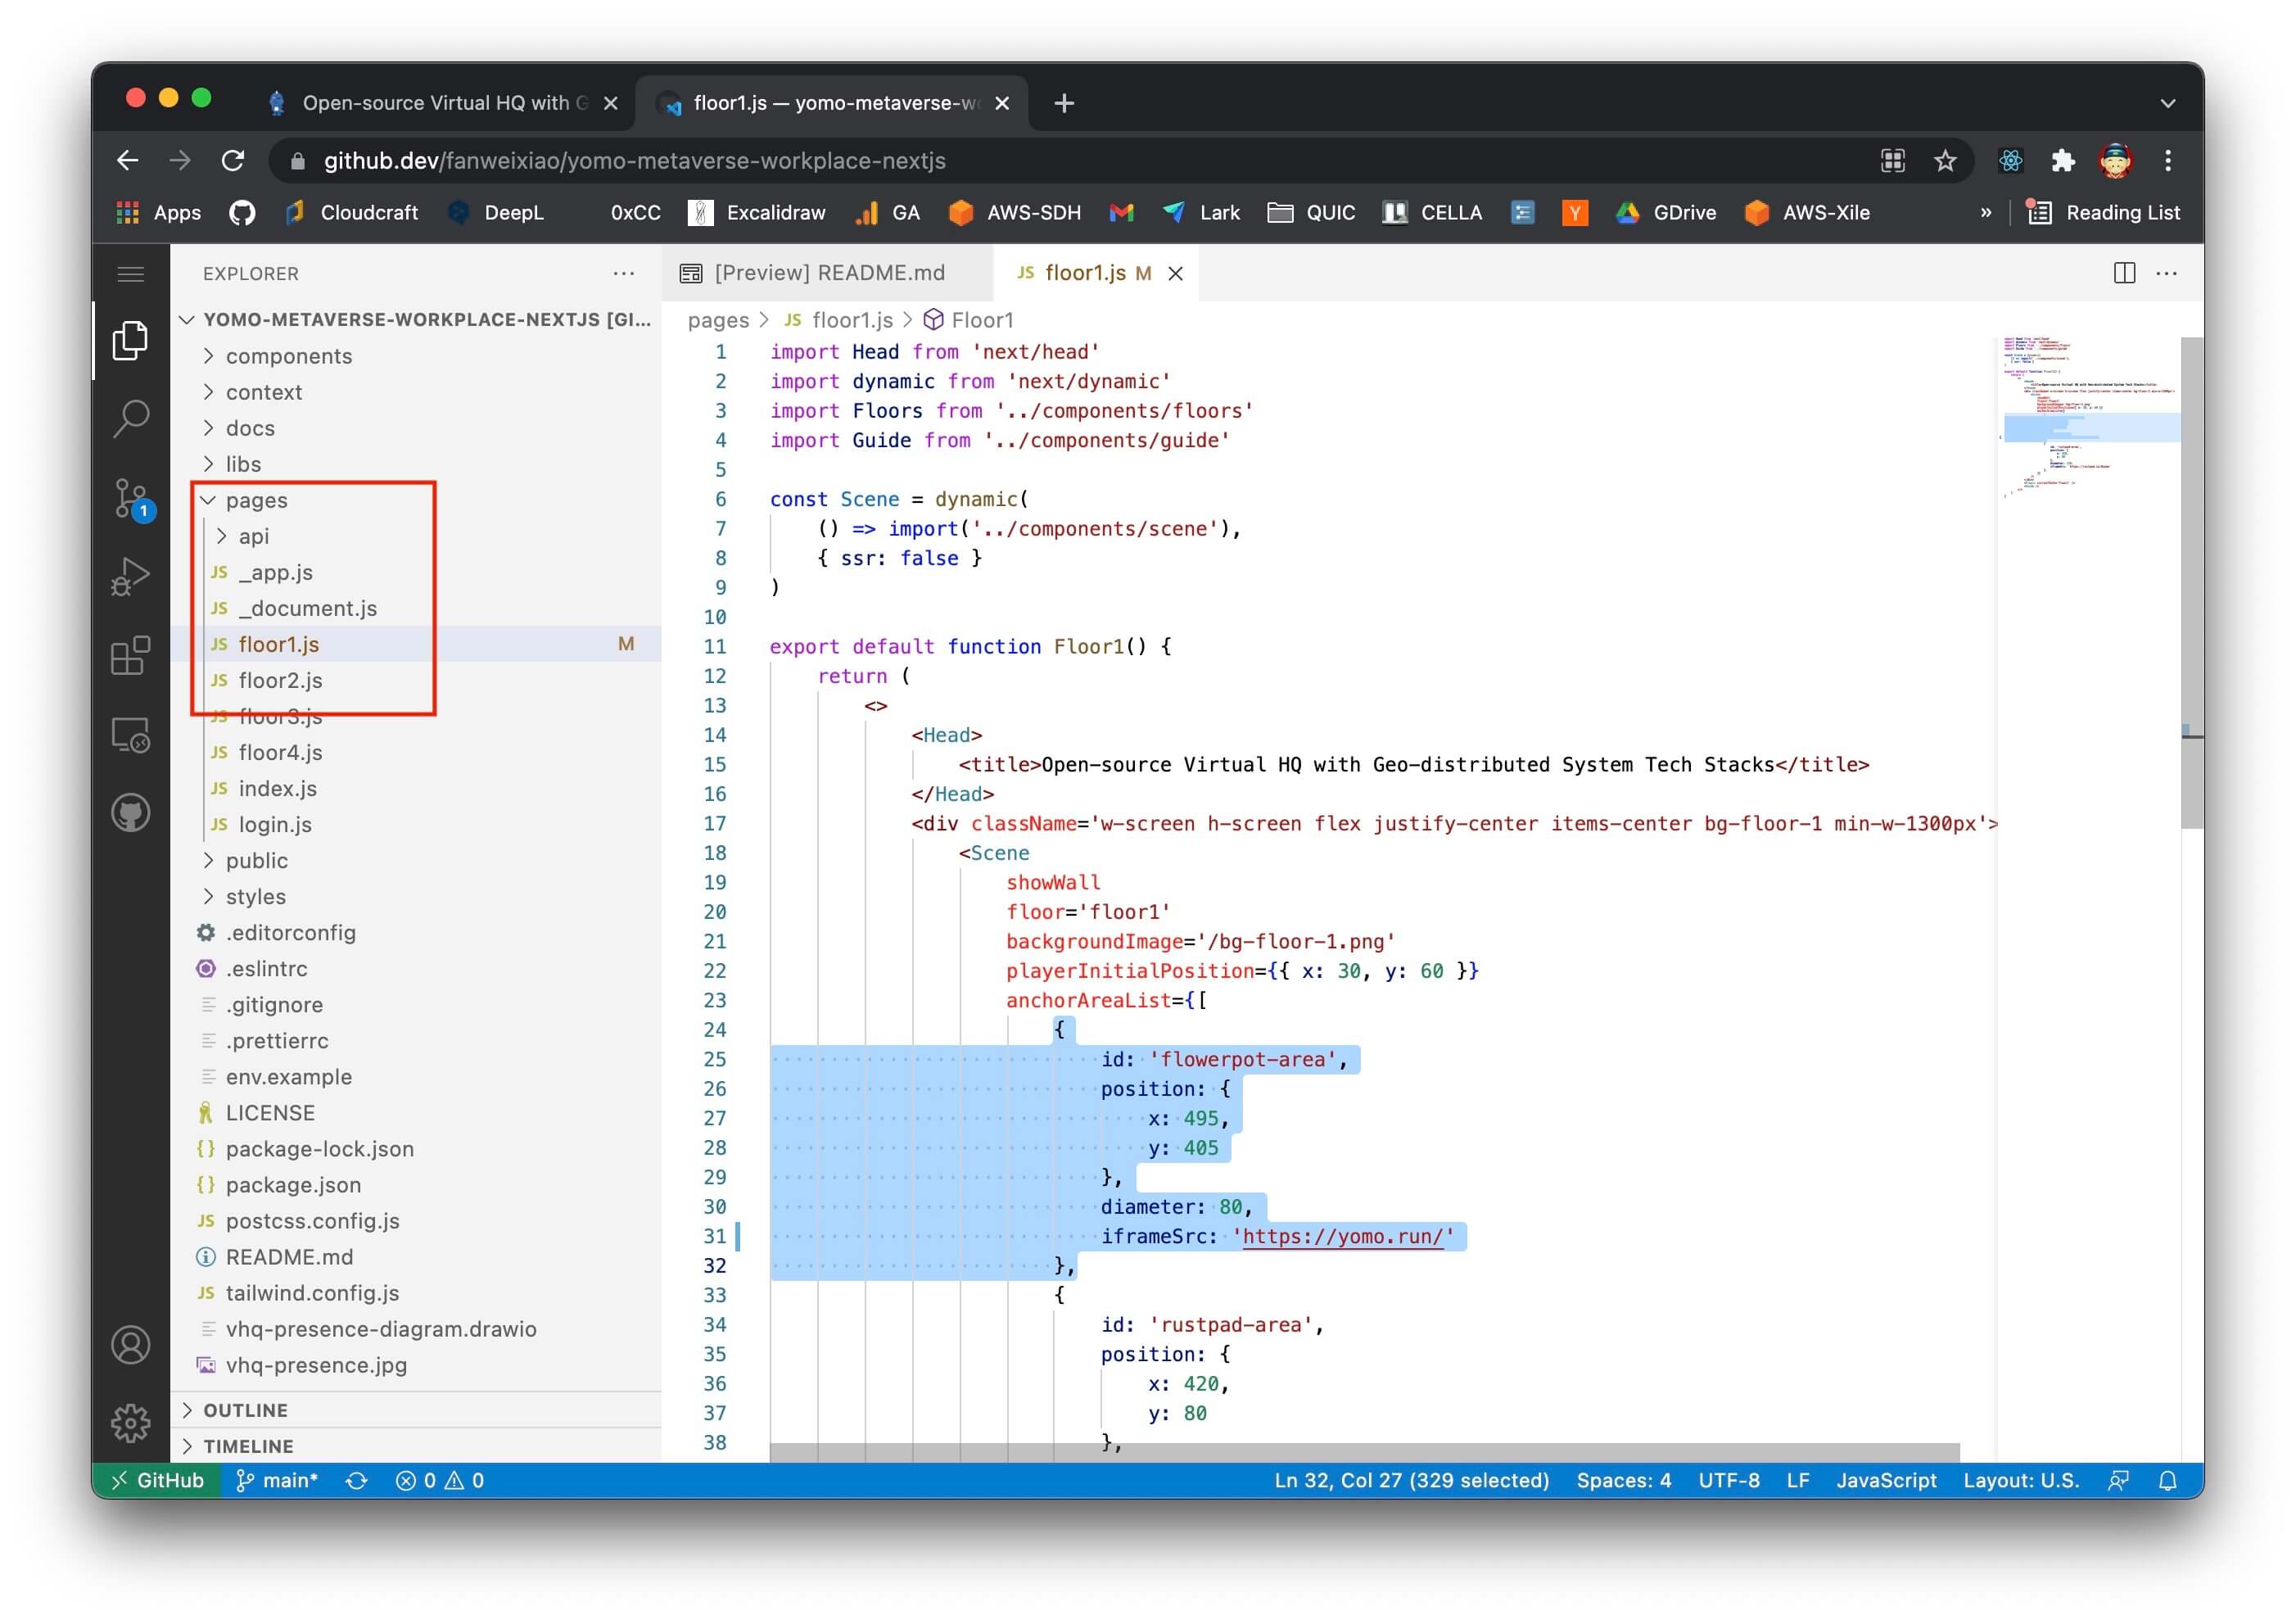 Open-source Virtual HQ with G
floor1.js — yomo-metaverse-wo
github.dev/fanweixiao/yomo-metaverse-workplace-nextjs
Apps Cloudcraft DeepL 0xCC Excalidraw GA AWS-SDH Lark QUIC CELLA Y GDrive AWS-Xile » Reading List
EXPLORER
YOMO-METAVERSE-WORKPLACE-NEXTJS [GI...
components
context
docs
libs
pages
api
JS _app.js
JS _document.js
JS floor1.js M
JS floor2.js
JS floor3.js
JS floor4.js
JS index.js
JS login.js
public
styles
.editorconfig
.eslintrc
.gitignore
.prettierrc
env.example
LICENSE
{} package-lock.json
{} package.json
JS postcss.config.js
README.md
JS tailwind.config.js
vhq-presence-diagram.drawio
vhq-presence.jpg
OUTLINE
TIMELINE
1
[Preview] README.md
JS floor1.js M
pages > JS floor1.js > Floor1
1 import Head from 'next/head'
2 import dynamic from 'next/dynamic'
3 import Floors from '../components/floors'
4 import Guide from '../components/guide'
5
6 const Scene = dynamic(
7 () => import('../components/scene'),
8 { ssr: false }
9 )
10
11 export default function Floor1() {
12 return (
13 <>
14 <Head>
15 <title>Open-source Virtual HQ with Geo-distributed System Tech Stacks</title>
16 </Head>
17 <div className='w-screen h-screen flex justify-center items-center bg-floor-1 min-w-1300px'>
18 <Scene
19 showWall
20 floor='floor1'
21 backgroundImage='/bg-floor-1.png'
22 playerInitialPosition={{ x: 30, y: 60 }}
23 anchorAreaList={[
24 {
25 id: 'flowerpot-area',
26 position: {
27 x: 495,
28 y: 405
29 },
30 diameter: 80,
31 iframeSrc: 'https://yomo.run/'
32 },
33 {
34 id: 'rustpad-area',
35 position: {
36 x: 420,
37 y: 80
38 },
GitHub main* 0 0 Ln 32, Col 27 (329 selected) Spaces: 4 UTF-8 LF JavaScript Layout: U.S.